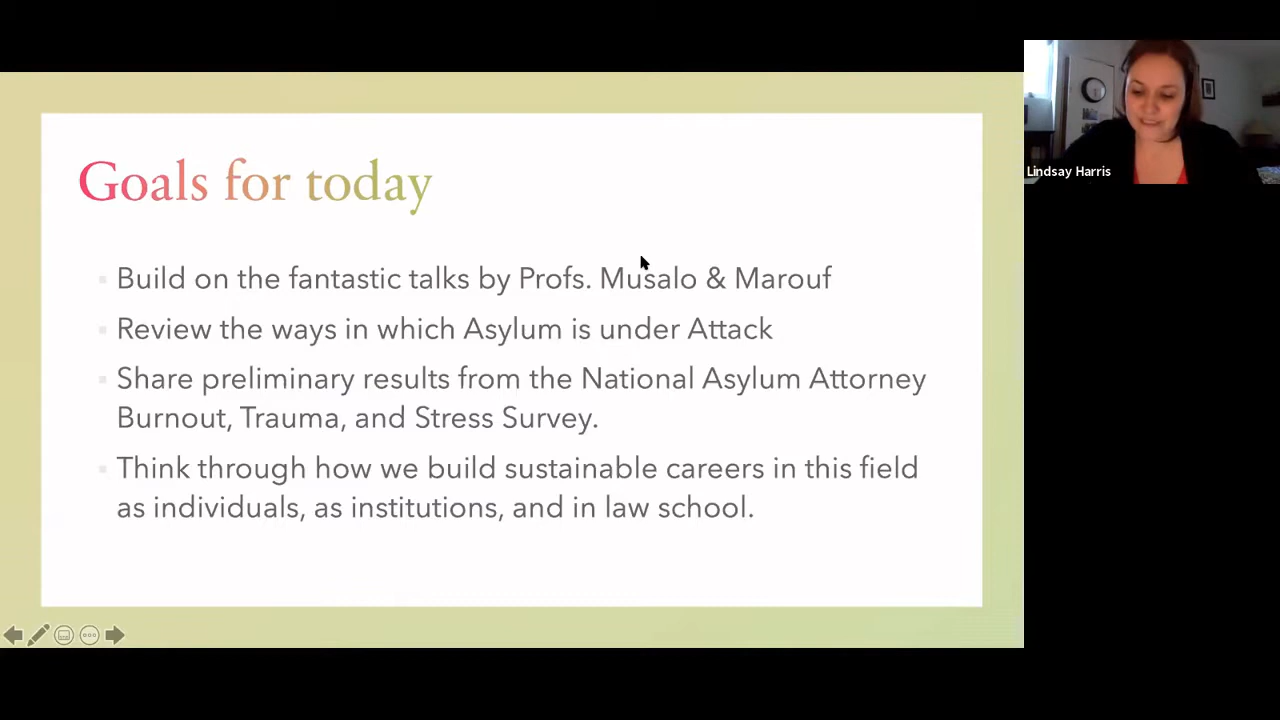 Goals for today
Build on the fantastic talks by Profs. Musalo & Marouf
Review the ways in which Asylum is under Attack
Share preliminary results from the National Asylum Attorney
Burnout, Trauma, and Stress Survey.
Think through how we build sustainable careers in this field
as individuals, as institutions, and in law school.
Lindsay Harris